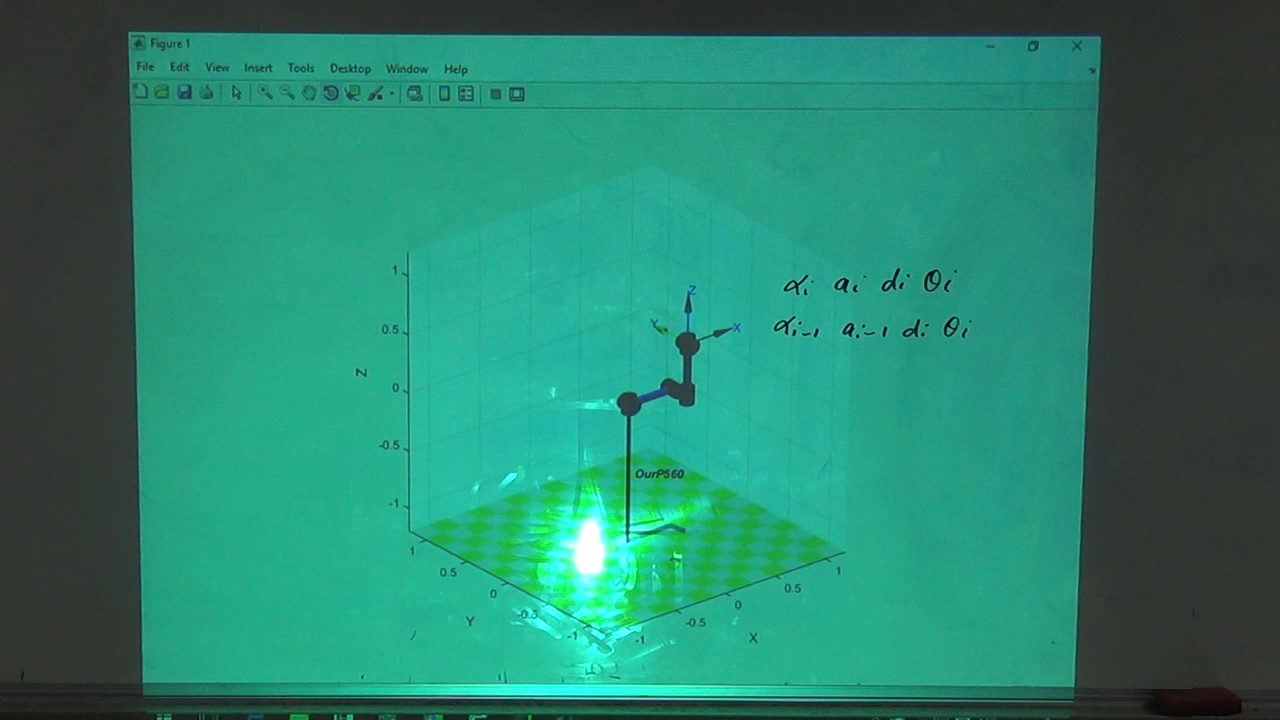 Figure 1
File Edit View Insert Tools Desktop Window Help
1
0.5
0
-0.5
-1
Z
Z
Y
X
αi ai di θi
αi-1 ai-1 di θi
OurP560
1
0.5
0
-0.5
-1
Y
-1
-0.5
0
0.5
1
X